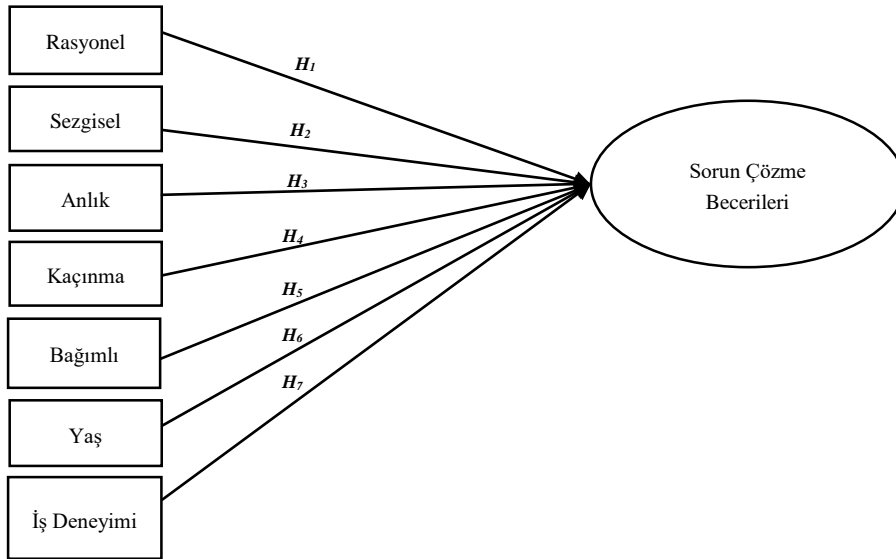 Rasyonel
H1
Sezgisel
H2
Anlık
H3
Kaçınma
H4
Bağımlı
H5
Yaş
H6
İş Deneyimi
H7
Sorun Çözme
Becerileri